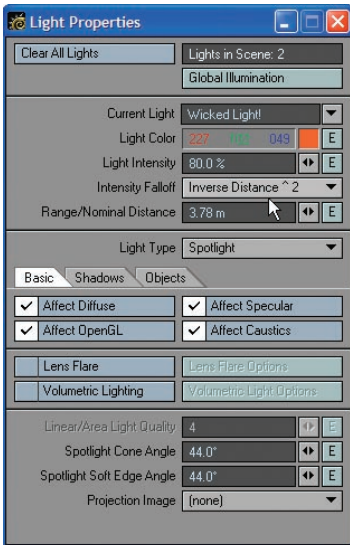 Light Properties
Clear All Lights Lights in Scene: 2
Global Illumination
Current Light Wicked Light!
Light Color 227 049 E
Light Intensity 80.0 % E
Intensity Falloff Inverse Distance ^ 2
Range/Nominal Distance 3.78 m E
Light Type Spotlight
Basic Shadows Objects
Affect Diffuse Affect Specular
Affect OpenGL Affect Caustics
Lens Flare Lens Flare Options
Volumetric Lighting Volumetric Light Options
Linear/Area Light Quality 4 E
Spotlight Cone Angle 44.0° E
Spotlight Soft Edge Angle 44.0° E
Projection Image (none)